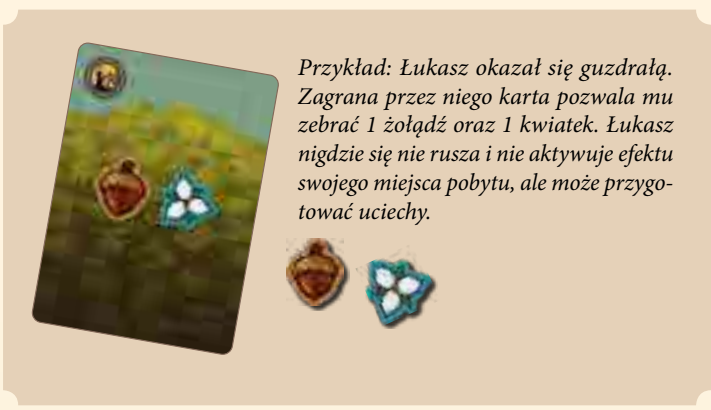 Przykład: Łukasz okazał się guzdrałą.
Zagrana przez niego karta pozwala mu
zebrać 1 żołądź oraz 1 kwiatek. Łukasz
nigdzie się nie rusza i nie aktywuje efektu
swojego miejsca pobytu, ale może przygo-
tować uciechy.